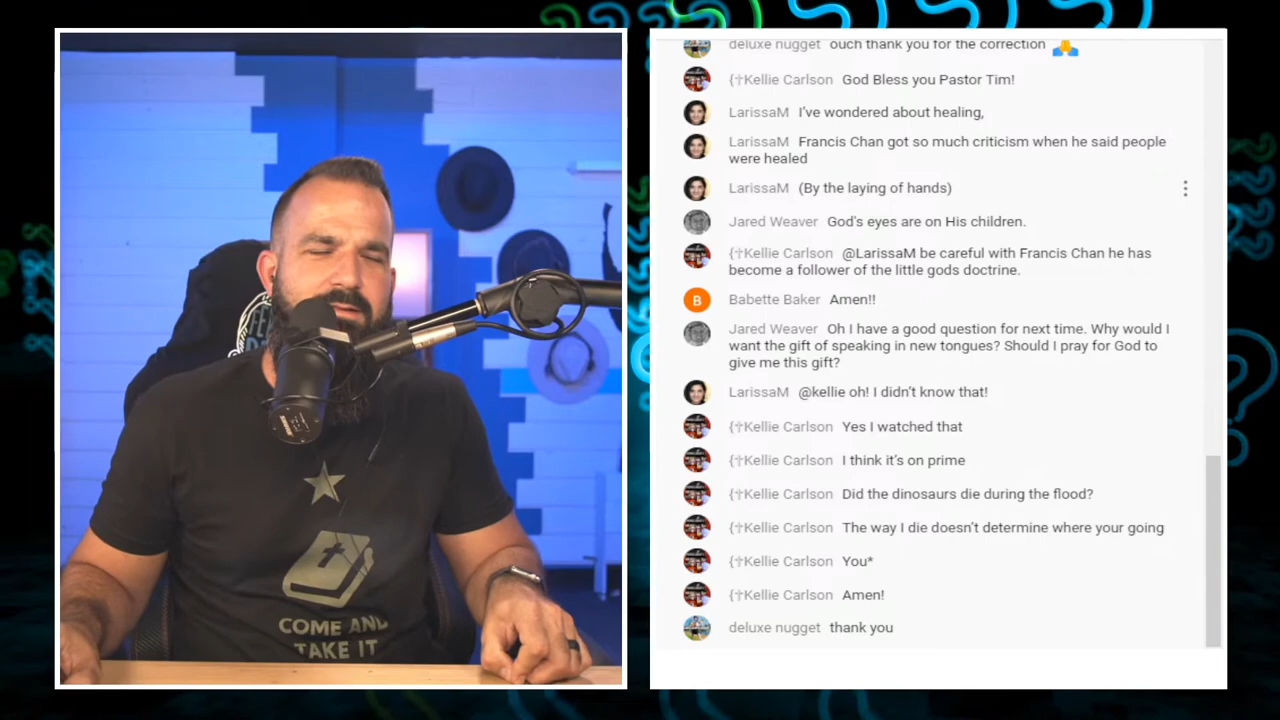 deluxe nugget ouch thank you for the correction
{✝Kellie Carlson God Bless you Pastor Tim!
LarissaM I've wondered about healing,
LarissaM Francis Chan got so much criticism when he said people
were healed
LarissaM (By the laying of hands)
Jared Weaver God's eyes are on His children.
{✝Kellie Carlson @LarissaM be careful with Francis Chan he has
become a follower of the little gods doctrine.
B Babette Baker Amen!!
Jared Weaver Oh I have a good question for next time. Why would I
want the gift of speaking in new tongues? Should I pray for God to
give me this gift?
LarissaM @kellie oh! I didn't know that!
{✝Kellie Carlson Yes I watched that
{✝Kellie Carlson I think it's on prime
{✝Kellie Carlson Did the dinosaurs die during the flood?
{✝Kellie Carlson The way I die doesn't determine where your going
{✝Kellie Carlson You*
{✝Kellie Carlson Amen!
deluxe nugget thank you
COME AND
TAKE IT